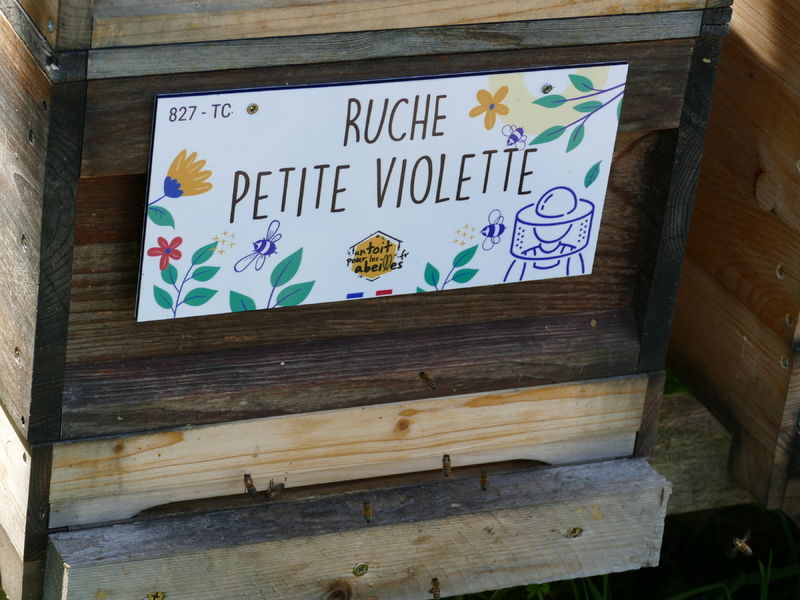 827 - TC
RUCHE
PETITE VIOLETTE
un toit
pour les
abeilles.fr